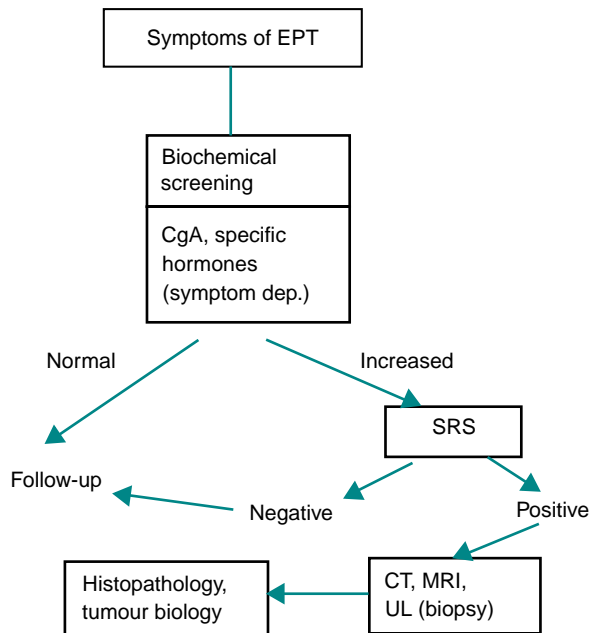 Symptoms of EPT
Biochemical
screening
CgA, specific
hormones
(symptom dep.)
Normal
Increased
SRS
Follow-up
Negative
Positive
Histopathology,
tumour biology
CT, MRI,
UL (biopsy)